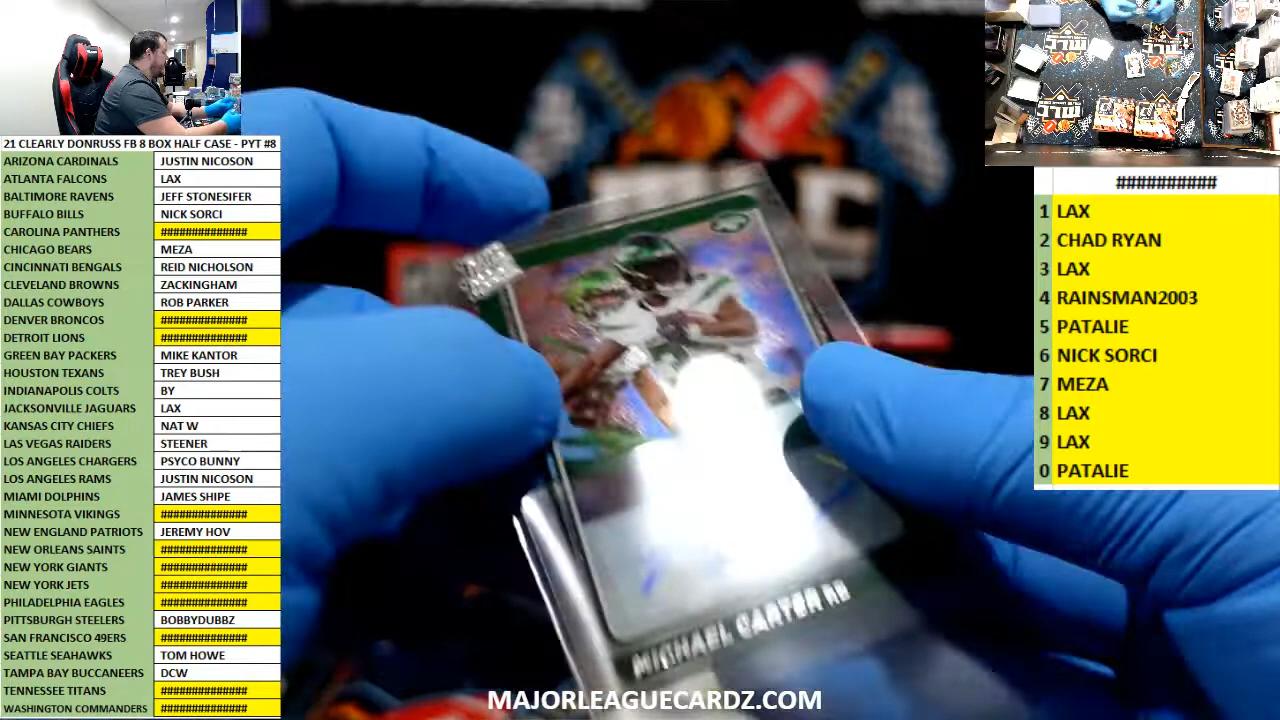 21 CLEARLY DONRUSS FB 8 BOX HALF CASE - PYT #8
ARIZONA CARDINALS JUSTIN NICOSON
ATLANTA FALCONS LAX
BALTIMORE RAVENS JEFF STONESIFER
BUFFALO BILLS NICK SORCI
CAROLINA PANTHERS ##############
CHICAGO BEARS MEZA
CINCINNATI BENGALS REID NICHOLSON
CLEVELAND BROWNS ZACKINGHAM
DALLAS COWBOYS ROB PARKER
DENVER BRONCOS ##############
DETROIT LIONS ##############
GREEN BAY PACKERS MIKE KANTOR
HOUSTON TEXANS TREY BUSH
INDIANAPOLIS COLTS BY
JACKSONVILLE JAGUARS LAX
KANSAS CITY CHIEFS NAT W
LAS VEGAS RAIDERS STEENER
LOS ANGELES CHARGERS PSYCO BUNNY
LOS ANGELES RAMS JUSTIN NICOSON
MIAMI DOLPHINS JAMES SHIPE
MINNESOTA VIKINGS ##############
NEW ENGLAND PATRIOTS JEREMY HOV
NEW ORLEANS SAINTS ##############
NEW YORK GIANTS ##############
NEW YORK JETS ##############
PHILADELPHIA EAGLES ##############
PITTSBURGH STEELERS BOBBYDUBBZ
SAN FRANCISCO 49ERS ##############
SEATTLE SEAHAWKS TOM HOWE
TAMPA BAY BUCCANEERS DCW
TENNESSEE TITANS ##############
WASHINGTON COMMANDERS ##############
MICHAEL CARTER RB
MAJORLEAGUECARDZ.COM
##########
1 LAX
2 CHAD RYAN
3 LAX
4 RAINSMAN2003
5 PATALIE
6 NICK SORCI
7 MEZA
8 LAX
9 LAX
0 PATALIE